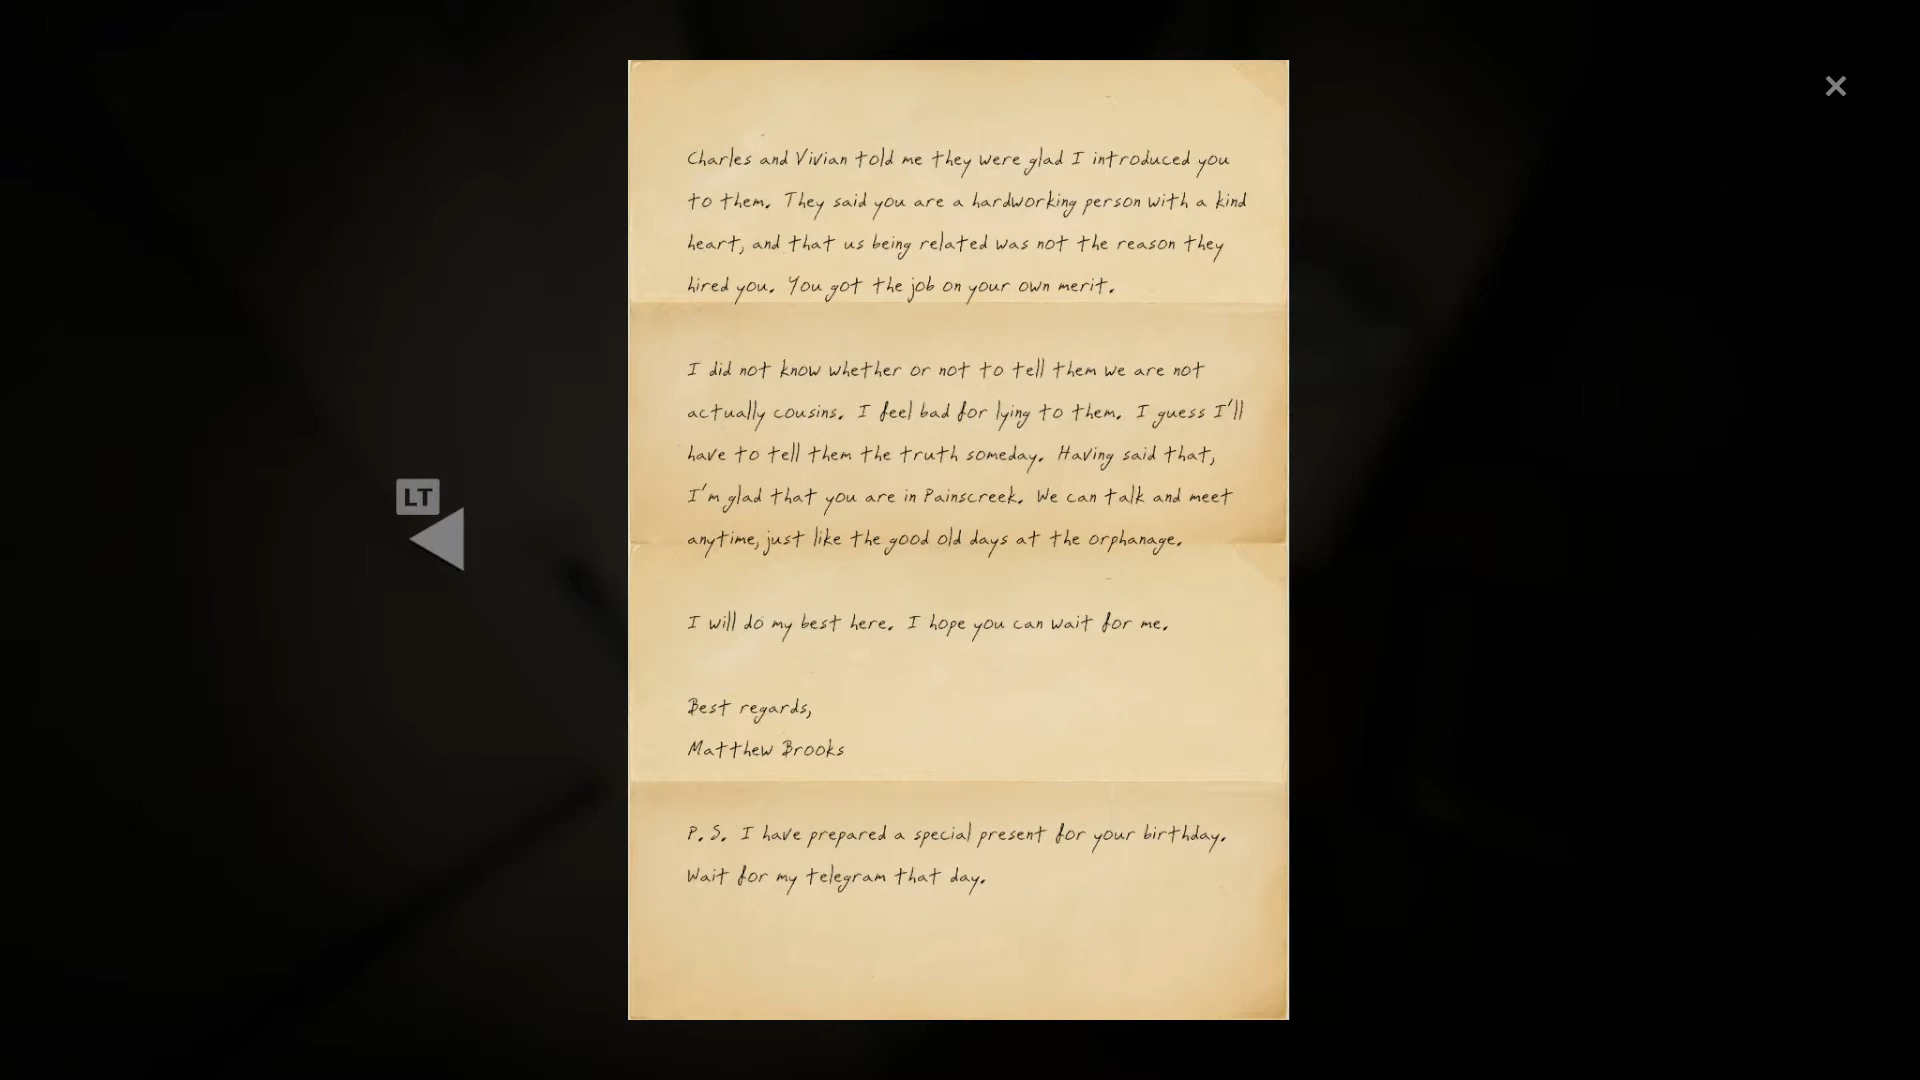 Charles and Vivian told me they were glad I introduced you
to them. They said you are a hardworking person with a kind
heart, and that us being related was not the reason they
hired you. You got the job on your own merit.
I did not know whether or not to tell them we are not
actually cousins. I feel bad for lying to them. I guess I'll
have to tell them the truth someday. Having said that,
I'm glad that you are in Painscreek. We can talk and meet
anytime, just like the good old days at the orphanage.
LT
I will do my best here. I hope you can wait for me.
Best regards,
Matthew Brooks
P. S. I have prepared a special present for your birthday.
Wait for my telegram that day.